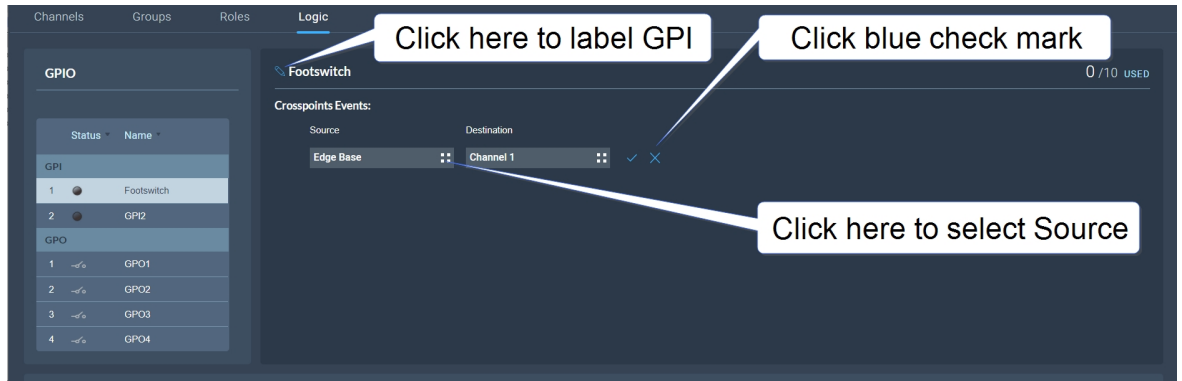 Channels Groups Roles Logic
Click here to label GPI
Click blue check mark
GPIO
Footswitch
0 /10 USED
Crosspoints Events:
Source Destination
Edge Base Channel 1
Status Name
GPI
1 Footswitch
2 GPI2
GPO
1 GPO1
2 GPO2
3 GPO3
4 GPO4
Click here to select Source